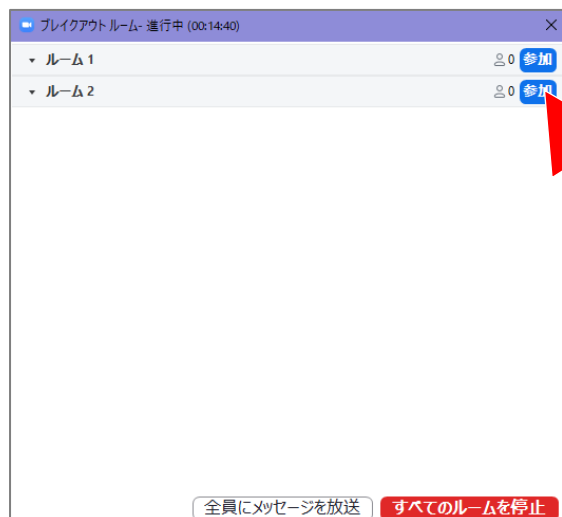 ブレイクアウト ルーム- 進行中 (00:14:40)
ルーム 1 0 参加
ルーム 2 0 参加
全員にメッセージを放送 すべてのルームを停止